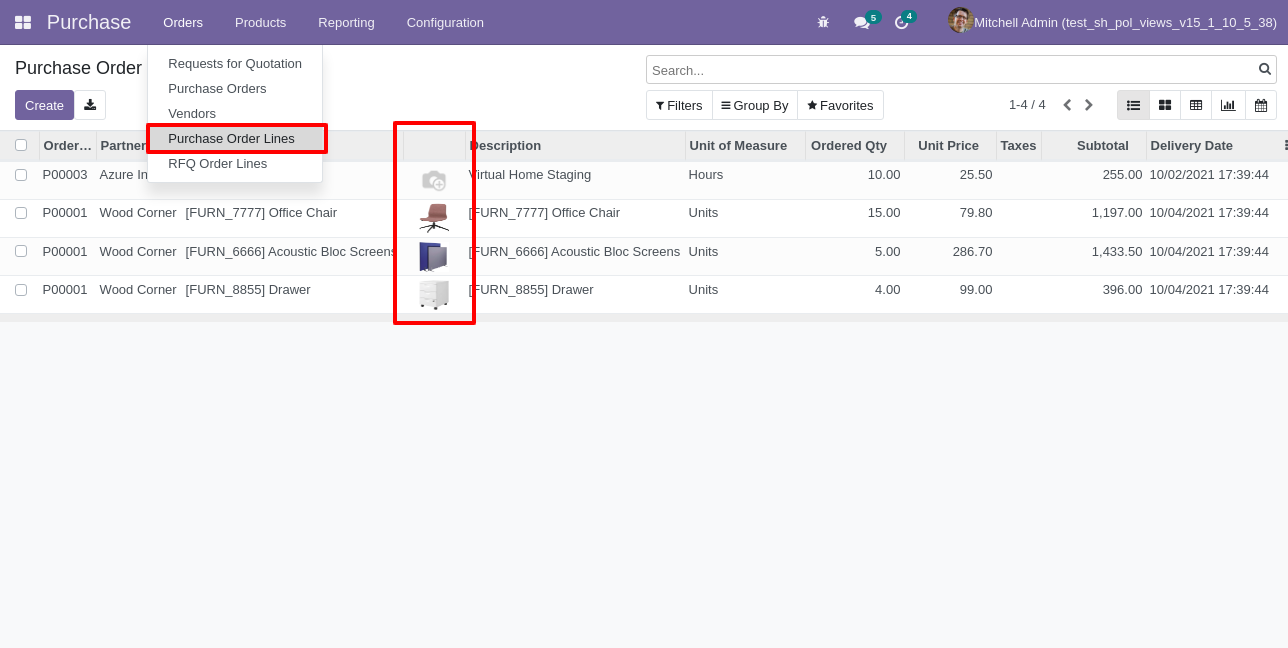 Purchase Orders Products Reporting Configuration 5 4 Mitchell Admin (test_sh_pol_views_v15_1_10_5_38)
Purchase Order
Requests for Quotation
Purchase Orders
Vendors
Purchase Order Lines
RFQ Order Lines
Search...
Create Filters Group By Favorites 1-4 / 4
Order... Partner Description Unit of Measure Ordered Qty Unit Price Taxes Subtotal Delivery Date
P00003 Azure In Virtual Home Staging Hours 10.00 25.50 255.00 10/02/2021 17:39:44
P00001 Wood Corner [FURN_7777] Office Chair [FURN_7777] Office Chair Units 15.00 79.80 1,197.00 10/04/2021 17:39:44
P00001 Wood Corner [FURN_6666] Acoustic Bloc Screens [FURN_6666] Acoustic Bloc Screens Units 5.00 286.70 1,433.50 10/04/2021 17:39:44
P00001 Wood Corner [FURN_8855] Drawer [FURN_8855] Drawer Units 4.00 99.00 396.00 10/04/2021 17:39:44